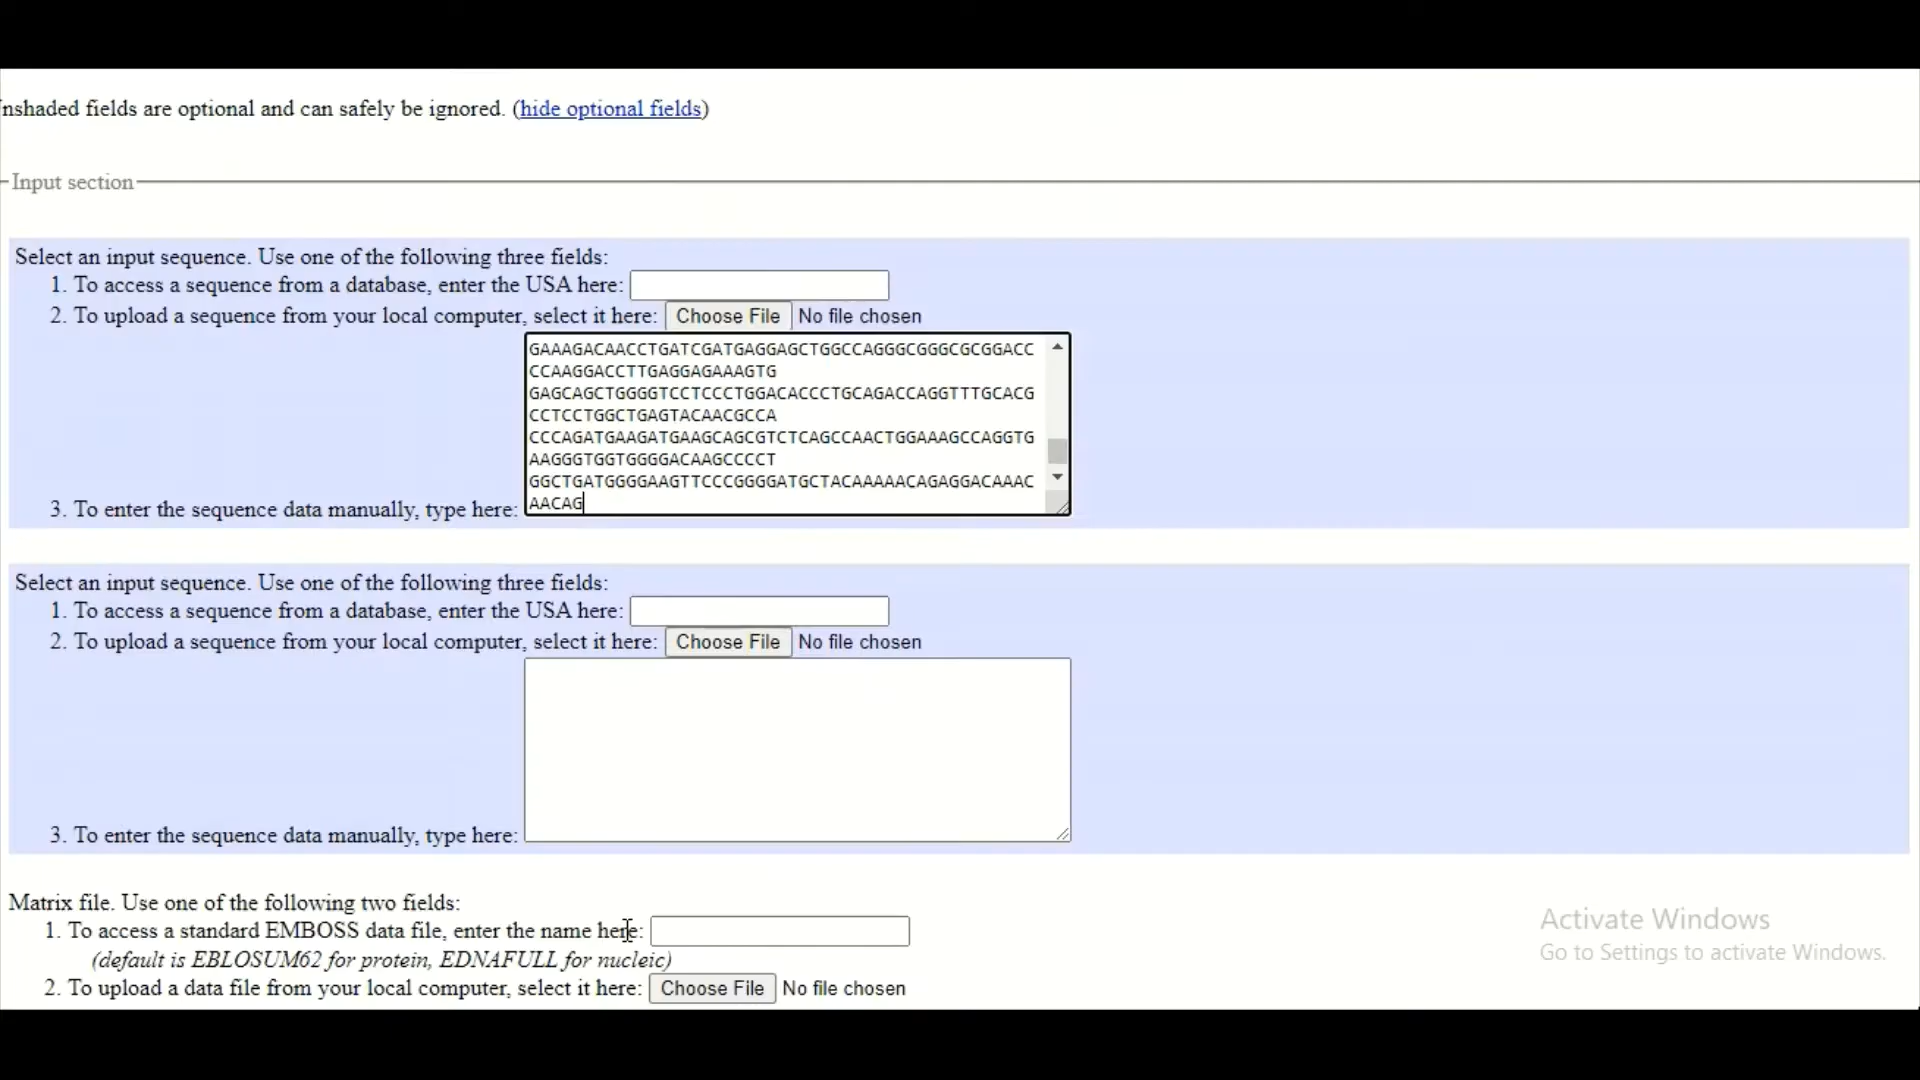 nshaded fields are optional and can safely be ignored. (hide optional fields)
Input section
Select an input sequence. Use one of the following three fields:
1. To access a sequence from a database, enter the USA here:
2. To upload a sequence from your local computer, select it here: Choose File No file chosen
GAAAGACAACCTGATCGATGAGGAGCTGGCCAGGGCGGGCGCGGACC
CCAAGGACCTTGAGGAGAAAGTG
GAGCAGCTGGGGTCCTCCCTGGACACCCTGCAGACCAGGTTTGCACG
CCTCCTGGCTGAGTACAACGCCA
CCCAGATGAAGATGAAGCAGCGTCTCAGCCAACTGGAAAGCCAGGTG
AAGGGTGGTGGGGACAAGCCCCT
GGCTGATGGGGAAGTTCCCGGGGATGCTACAAAAACAGAGGACAAAC
AACAG
3. To enter the sequence data manually, type here:
Select an input sequence. Use one of the following three fields:
1. To access a sequence from a database, enter the USA here:
2. To upload a sequence from your local computer, select it here: Choose File No file chosen
3. To enter the sequence data manually, type here:
Matrix file. Use one of the following two fields:
1. To access a standard EMBOSS data file, enter the name here:
(default is EBLOSUM62 for protein, EDNAFULL for nucleic)
2. To upload a data file from your local computer, select it here: Choose File No file chosen
Activate Windows
Go to Settings to activate Windows.